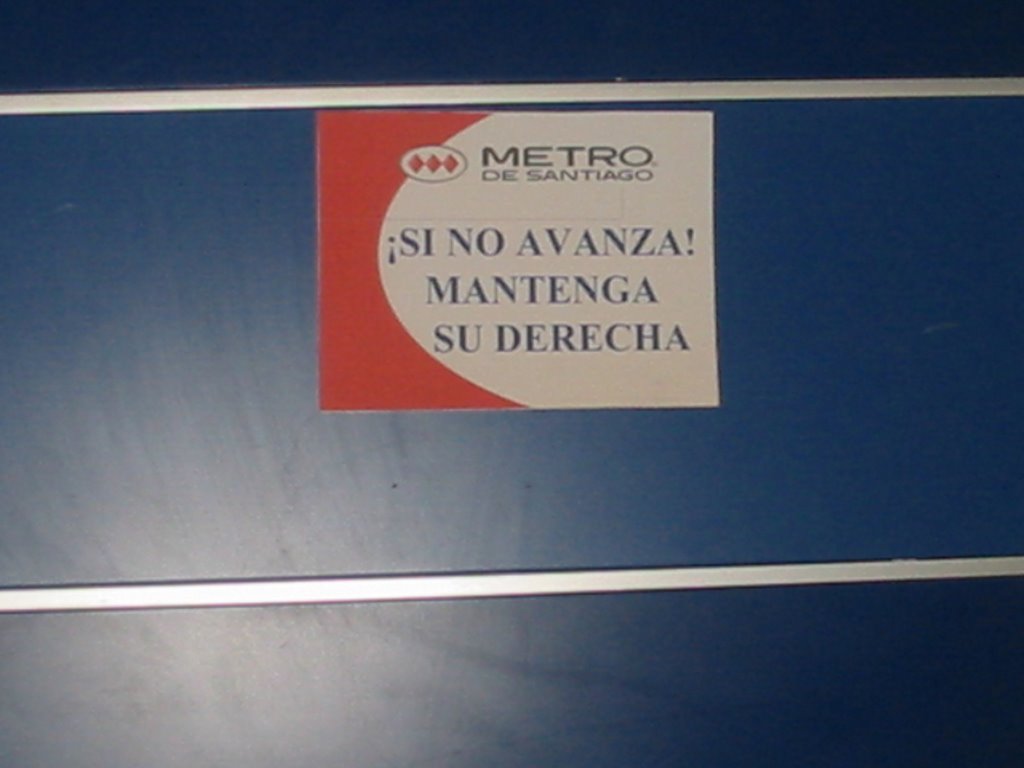 METRO
DE SANTIAGO
¡SI NO AVANZA!
MANTENGA
SU DERECHA